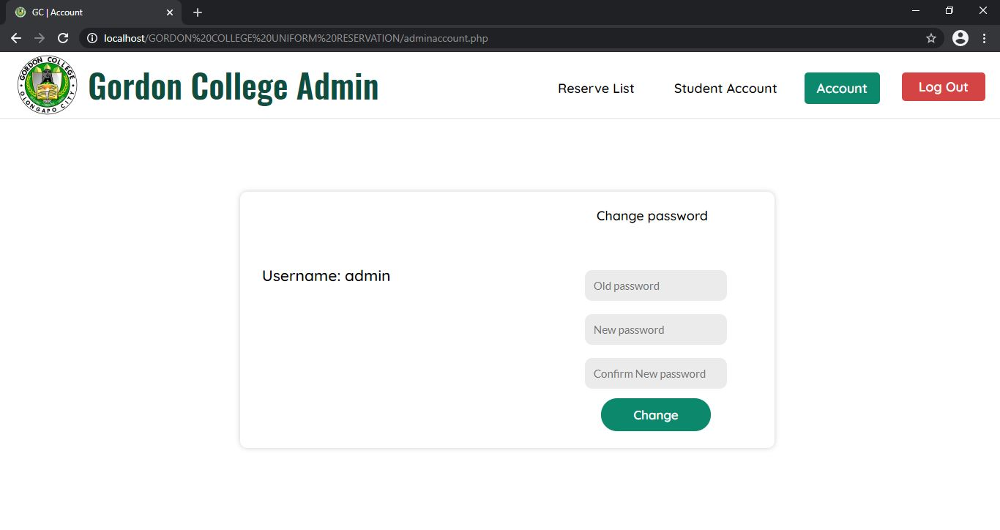 GC | Account
localhost/GORDON%20COLLEGE%20UNIFORM%20RESERVATION/adminaccount.php
GORDON COLLEGE
OLONGAPO CITY
Gordon College Admin
Reserve List
Student Account
Account
Log Out
Change password
Username: admin
Old password
New password
Confirm New password
Change